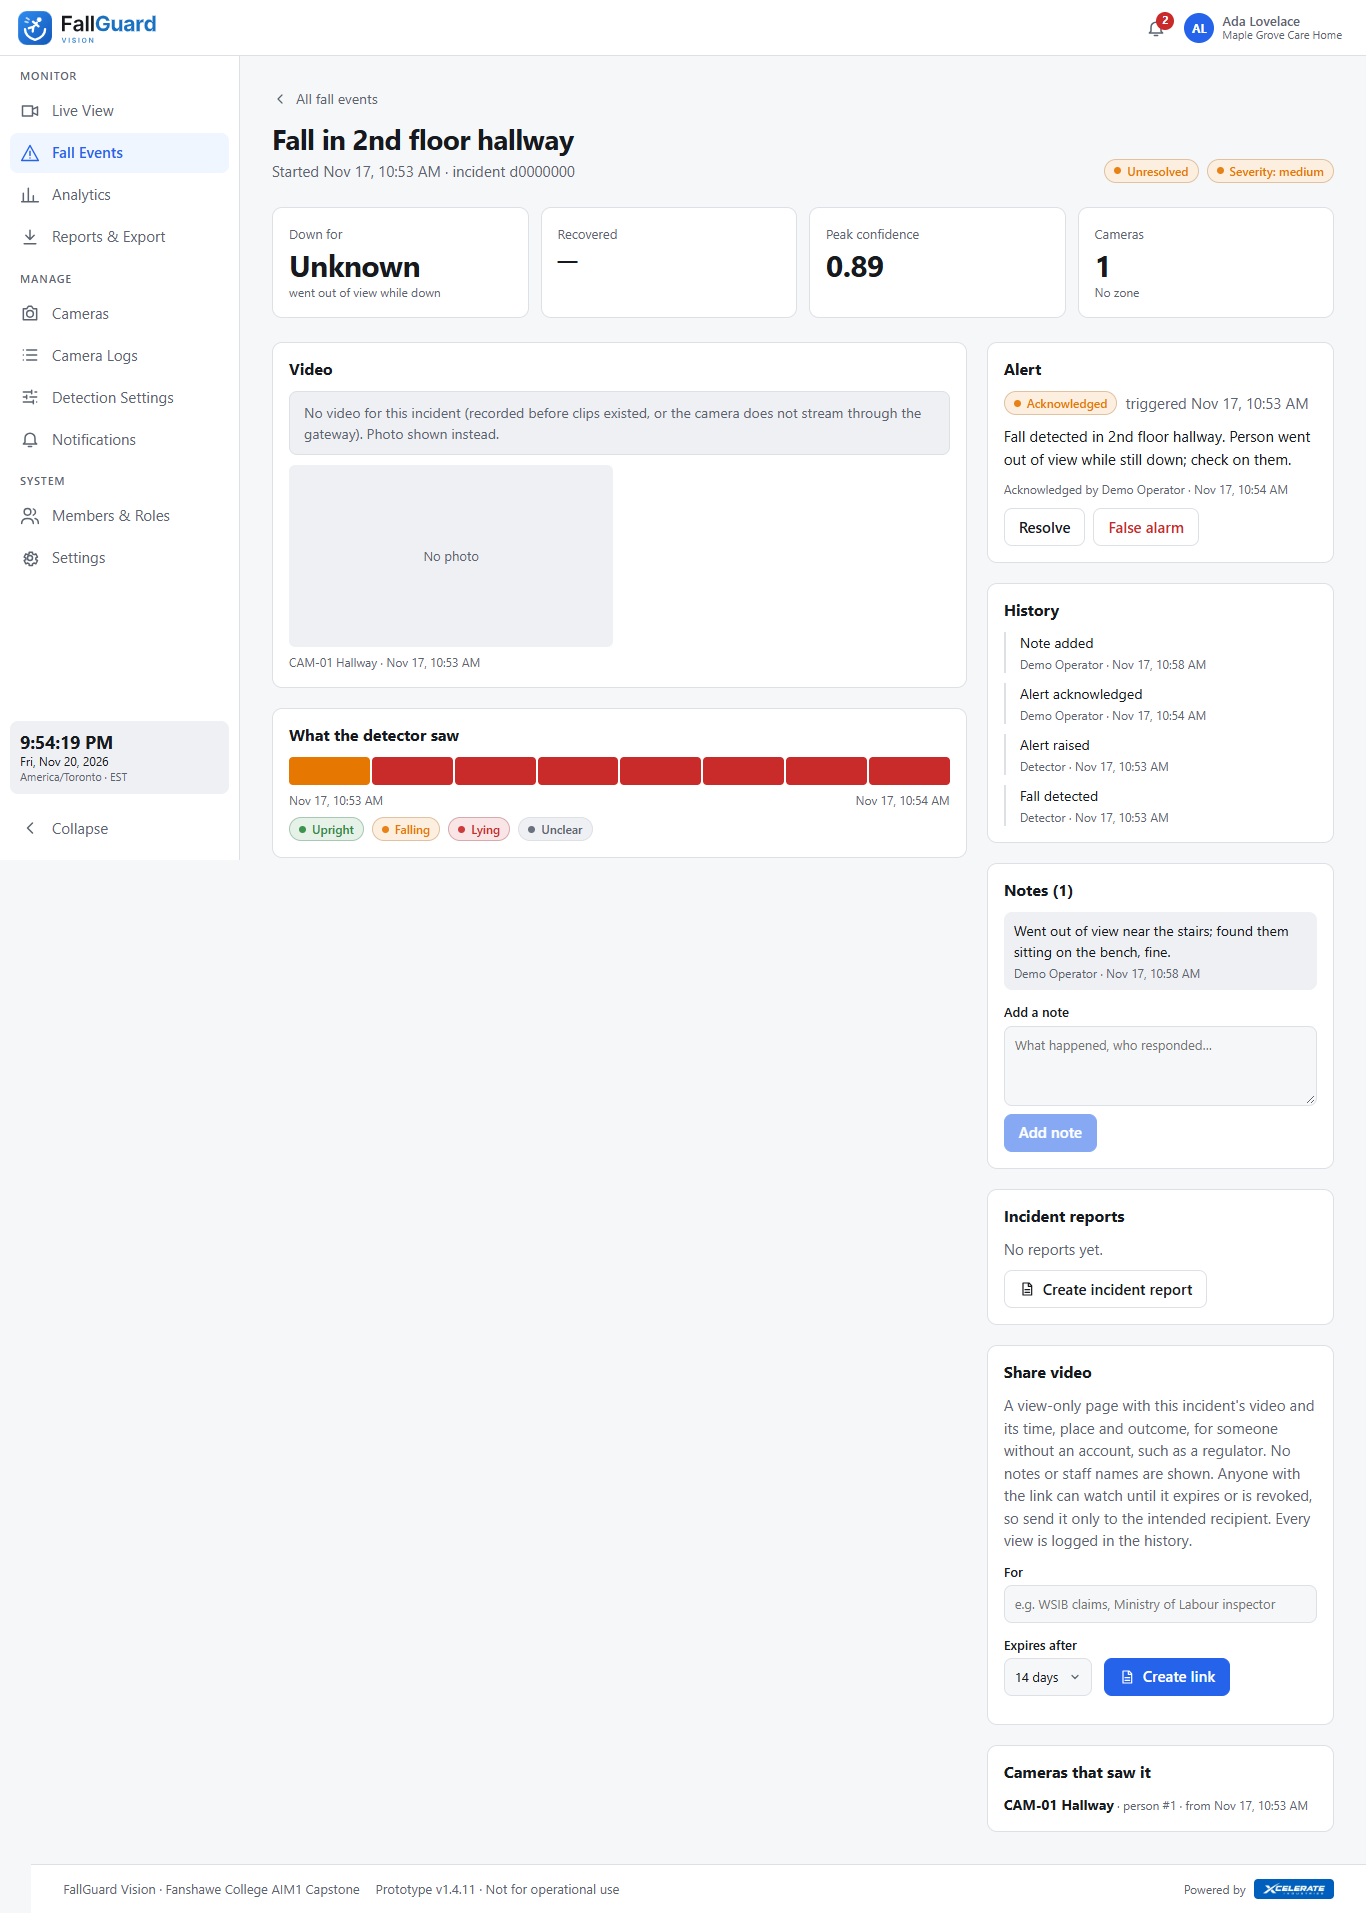 FallGuard
VISION
2
AL
Ada Lovelace
Maple Grove Care Home
MONITOR
Live View
Fall Events
Analytics
Reports & Export
MANAGE
Cameras
Camera Logs
Detection Settings
Notifications
SYSTEM
Members & Roles
Settings
9:54:19 PM
Fri, Nov 20, 2026
America/Toronto · EST
Collapse
All fall events
Fall in 2nd floor hallway
Started Nov 17, 10:53 AM · incident d0000000
Unresolved
Severity: medium
Down for
Unknown
went out of view while down
Recovered
—
Peak confidence
0.89
Cameras
1
No zone
Video
No video for this incident (recorded before clips existed, or the camera does not stream through the
gateway). Photo shown instead.
No photo
CAM-01 Hallway · Nov 17, 10:53 AM
What the detector saw
Nov 17, 10:53 AM
Nov 17, 10:54 AM
Upright
Falling
Lying
Unclear
Alert
Acknowledged triggered Nov 17, 10:53 AM
Fall detected in 2nd floor hallway. Person went
out of view while still down; check on them.
Acknowledged by Demo Operator · Nov 17, 10:54 AM
Resolve
False alarm
History
Note added
Demo Operator · Nov 17, 10:58 AM
Alert acknowledged
Demo Operator · Nov 17, 10:54 AM
Alert raised
Detector · Nov 17, 10:53 AM
Fall detected
Detector · Nov 17, 10:53 AM
Notes (1)
Went out of view near the stairs; found them
sitting on the bench, fine.
Demo Operator · Nov 17, 10:58 AM
Add a note
What happened, who responded...
Add note
Incident reports
No reports yet.
Create incident report
Share video
A view-only page with this incident's video and
its time, place and outcome, for someone
without an account, such as a regulator. No
notes or staff names are shown. Anyone with
the link can watch until it expires or is revoked,
so send it only to the intended recipient. Every
view is logged in the history.
For
e.g. WSIB claims, Ministry of Labour inspector
Expires after
14 days
Create link
Cameras that saw it
CAM-01 Hallway · person #1 · from Nov 17, 10:53 AM
FallGuard Vision · Fanshawe College AIM1 Capstone
Prototype v1.4.11 · Not for operational use
Powered by
XCELERATE